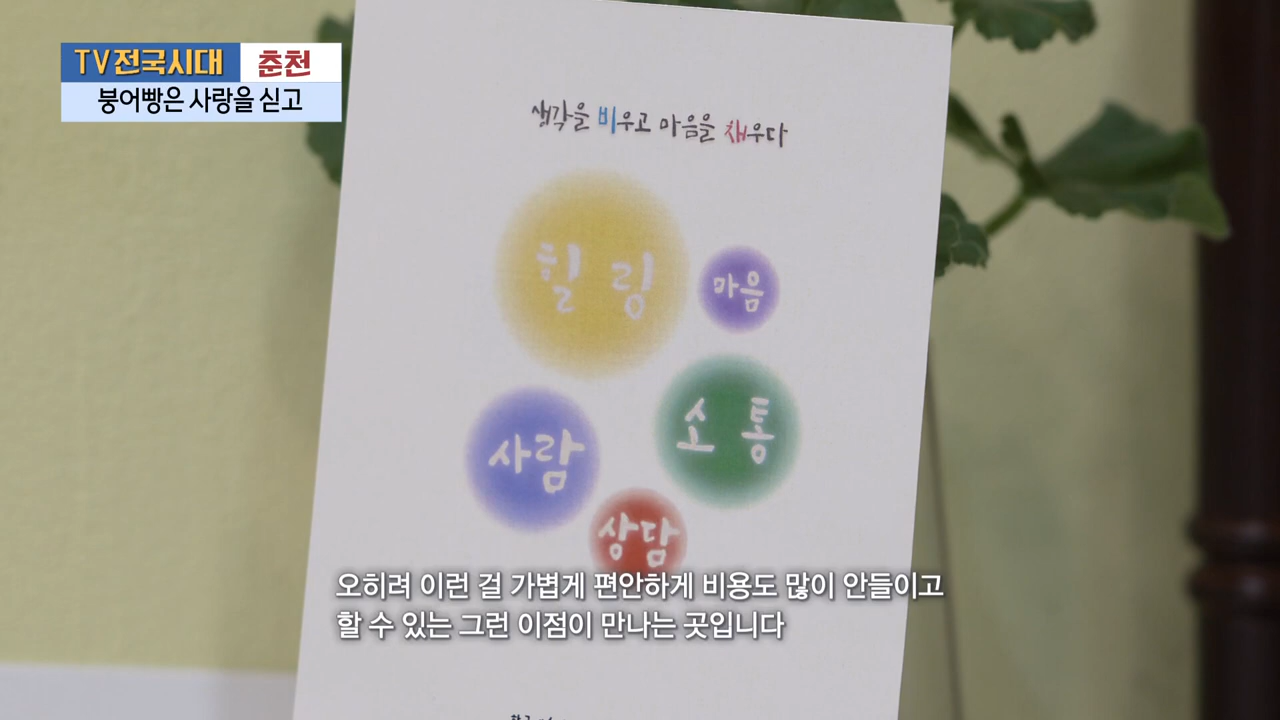 TV전국시대 춘천
붕어빵은 사랑을 싣고
생각을 비우고 마음을 채우다
힐링
마음
소통
사람
상담
오히려 이런 걸 가볍게 편안하게 비용도 많이 안들이고
할 수 있는 그런 이점이 만나는 곳입니다